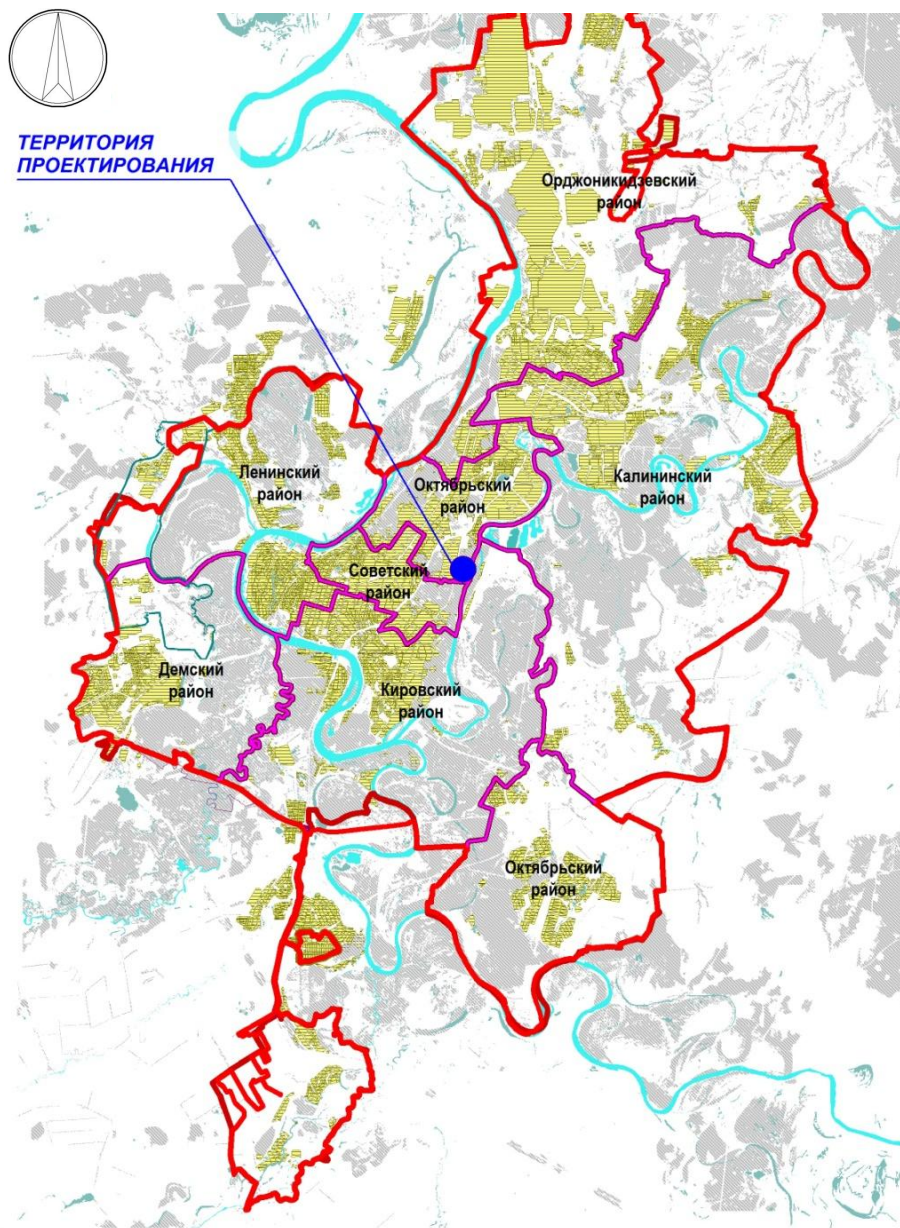 ТЕРРИТОРИЯ
ПРОЕКТИРОВАНИЯ
Орджоникидзевский
район
Ленинский
район
Октябрьский
район
Калининский
район
Советский
район
Демский
район
Кировский
район
Октябрьский
район